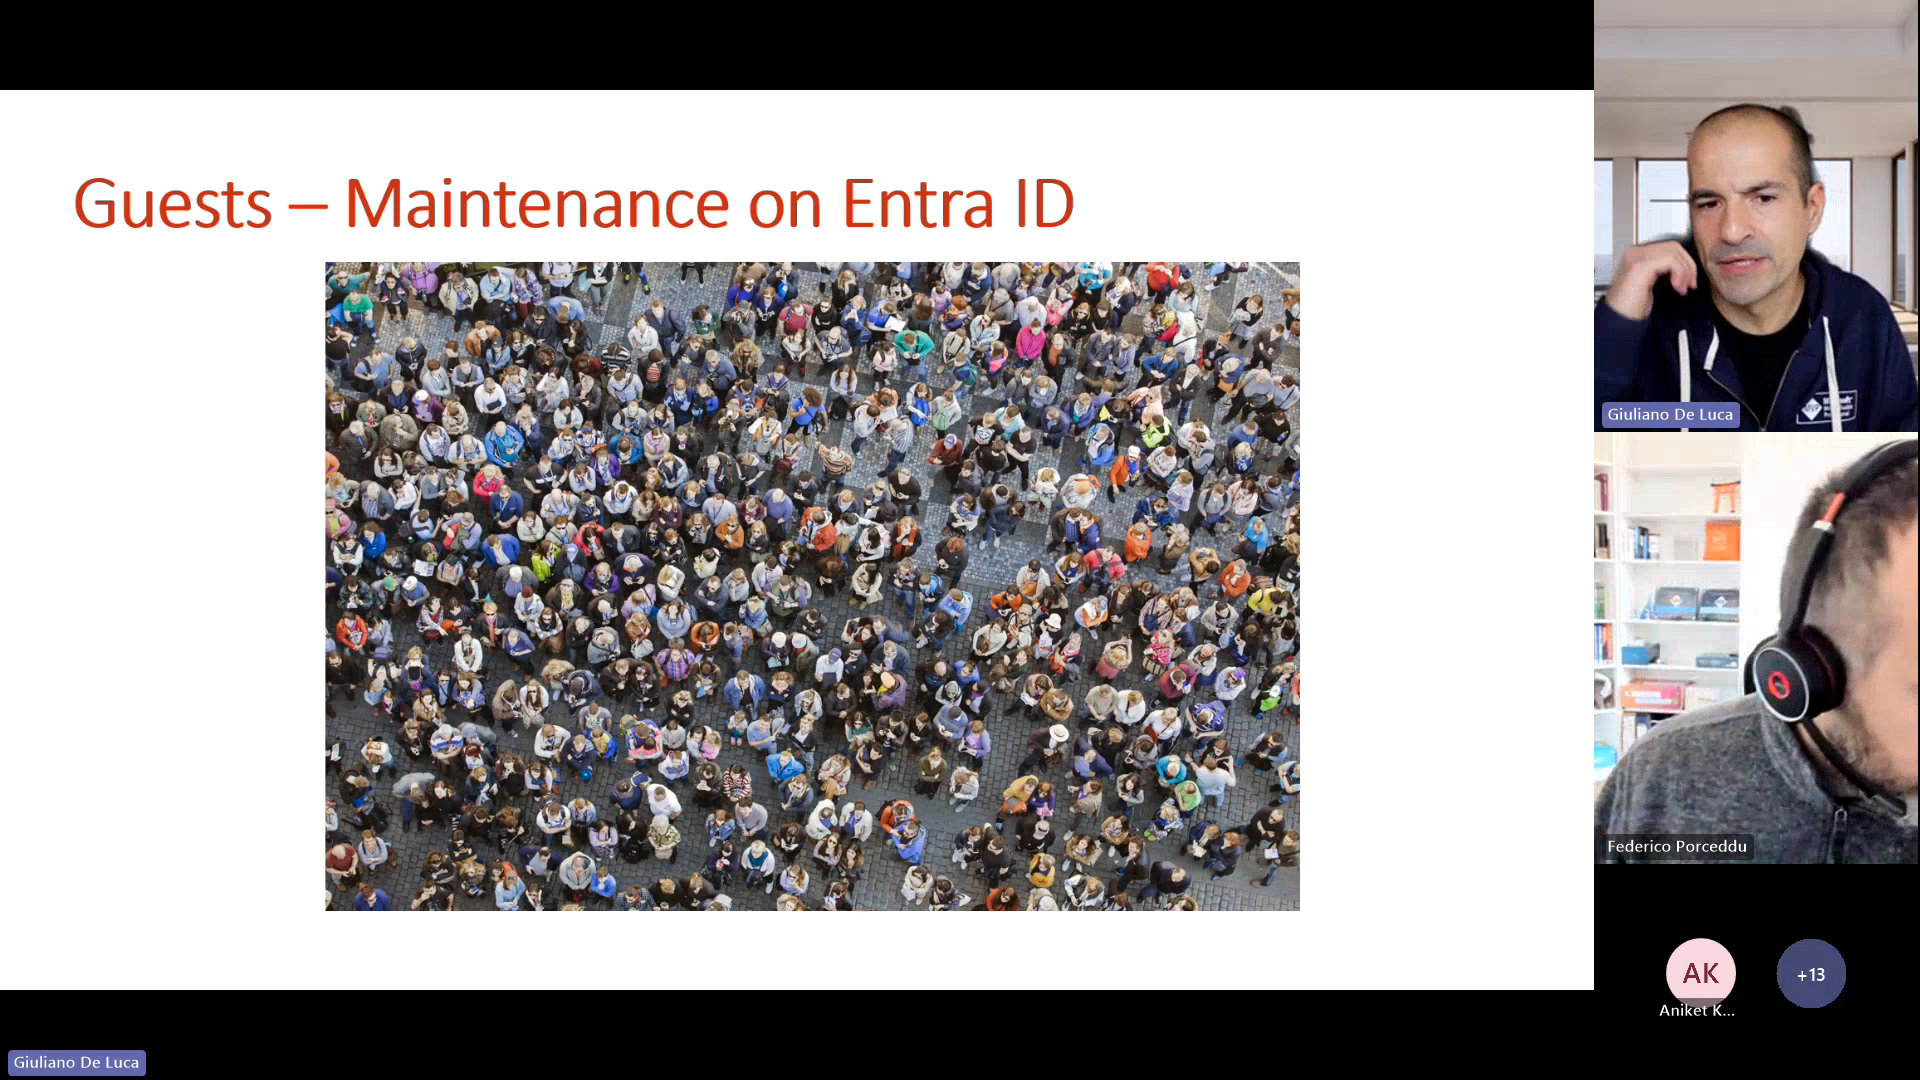 Guests – Maintenance on Entra ID
Giuliano De Luca
Federico Porceddu
AK
+13
Aniket K...
Giuliano De Luca